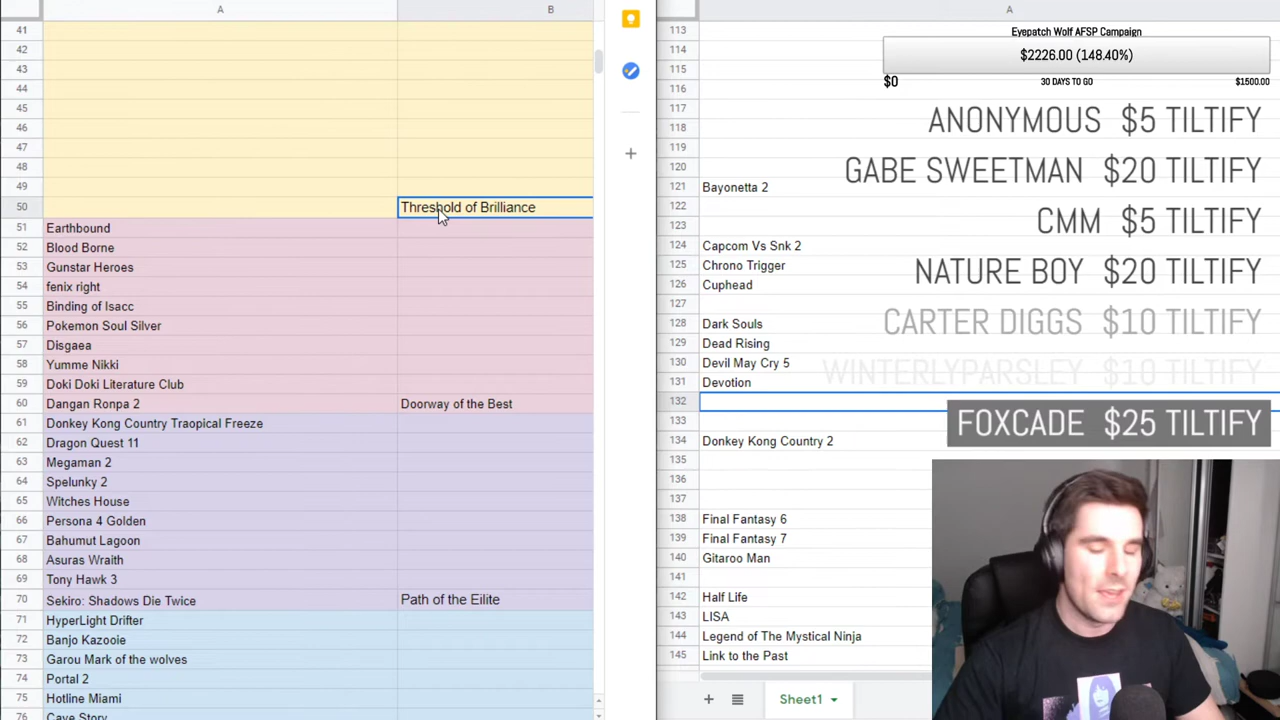 A
B
41
42
43
44
45
46
47
48
49
50 Threshold of Brilliance
51 Earthbound
52 Blood Borne
53 Gunstar Heroes
54 fenix right
55 Binding of Isacc
56 Pokemon Soul Silver
57 Disgaea
58 Yumme Nikki
59 Doki Doki Literature Club
60 Dangan Ronpa 2 Doorway of the Best
61 Donkey Kong Country Traopical Freeze
62 Dragon Quest 11
63 Megaman 2
64 Spelunky 2
65 Witches House
66 Persona 4 Golden
67 Bahumut Lagoon
68 Asuras Wraith
69 Tony Hawk 3
70 Sekiro: Shadows Die Twice Path of the Eilite
71 HyperLight Drifter
72 Banjo Kazooie
73 Garou Mark of the wolves
74 Portal 2
75 Hotline Miami
76 Cave Story
A
113
114
115
116
117
118
119
120
121 Bayonetta 2
122
123
124 Capcom Vs Snk 2
125 Chrono Trigger
126 Cuphead
127
128 Dark Souls
129 Dead Rising
130 Devil May Cry 5
131 Devotion
132
133
134 Donkey Kong Country 2
135
136
137
138 Final Fantasy 6
139 Final Fantasy 7
140 Gitaroo Man
141
142 Half Life
143 LISA
144 Legend of The Mystical Ninja
145 Link to the Past
Sheet1
Eyepatch Wolf AFSP Campaign
$2226.00 (148.40%)
$0 30 DAYS TO GO $1500.00
ANONYMOUS $5 TILTIFY
GABE SWEETMAN $20 TILTIFY
CMM $5 TILTIFY
NATURE BOY $20 TILTIFY
CARTER DIGGS $10 TILTIFY
WINTERLYPARSLEY $10 TILTIFY
FOXCADE $25 TILTIFY